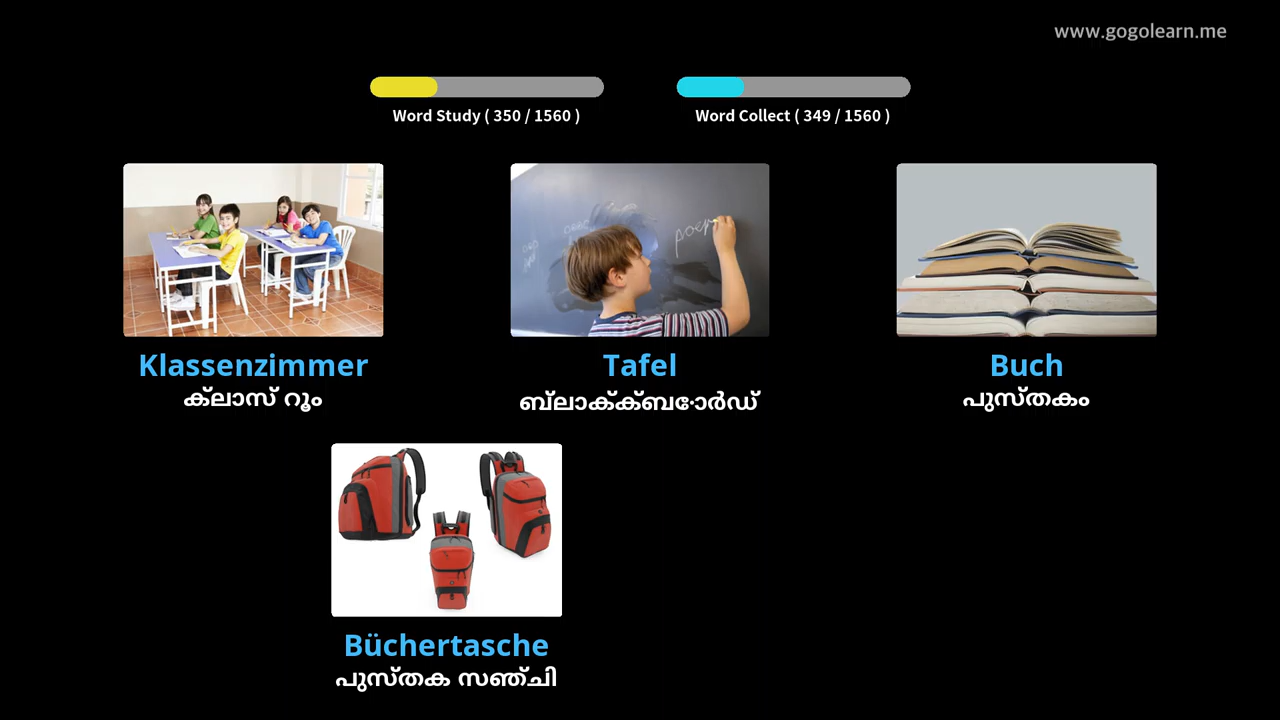 www.gogolearn.me
Word Study ( 350 / 1560 )
Word Collect ( 349 / 1560 )
Klassenzimmer
ക്ലാസ് റൂം
Tafel
ബ്ലാക്ക്ബോർഡ്
Buch
പുസ്തകം
Büchertasche
പുസ്തക സഞ്ചി